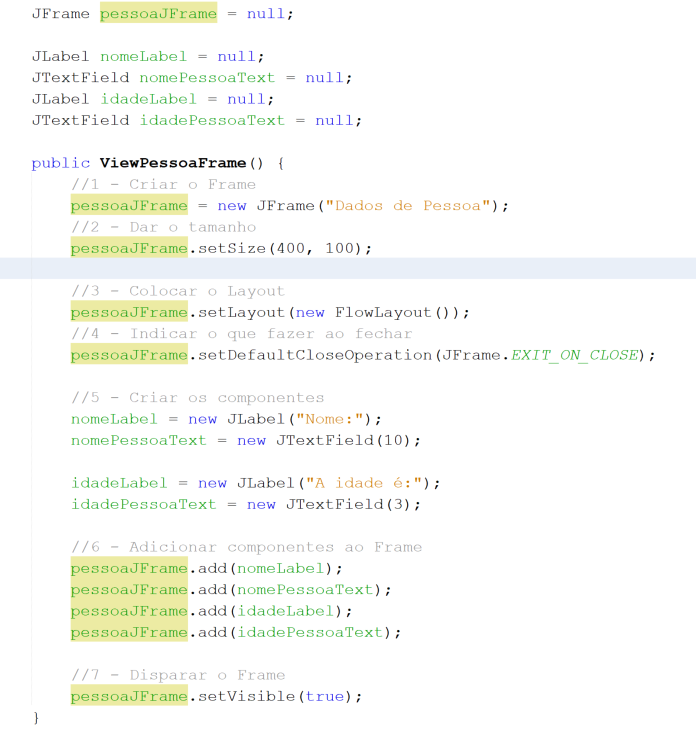 JFrame pessoaJFrame = null;
JLabel nomeLabel = null;
JTextField nomePessoaText = null;
JLabel idadeLabel = null;
JTextField idadePessoaText = null;
public ViewPessoaFrame() {
//1 - Criar o Frame
pessoaJFrame = new JFrame("Dados de Pessoa");
//2 - Dar o tamanho
pessoaJFrame.setSize(400, 100);
//3 - Colocar o Layout
pessoaJFrame.setLayout(new FlowLayout());
//4 - Indicar o que fazer ao fechar
pessoaJFrame.setDefaultCloseOperation(JFrame.EXIT_ON_CLOSE);
//5 - Criar os componentes
nomeLabel = new JLabel("Nome:");
nomePessoaText = new JTextField(10);
idadeLabel = new JLabel("A idade é:");
idadePessoaText = new JTextField(3);
//6 - Adicionar componentes ao Frame
pessoaJFrame.add(nomeLabel);
pessoaJFrame.add(nomePessoaText);
pessoaJFrame.add(idadeLabel);
pessoaJFrame.add(idadePessoaText);
//7 - Disparar o Frame
pessoaJFrame.setVisible(true);
}